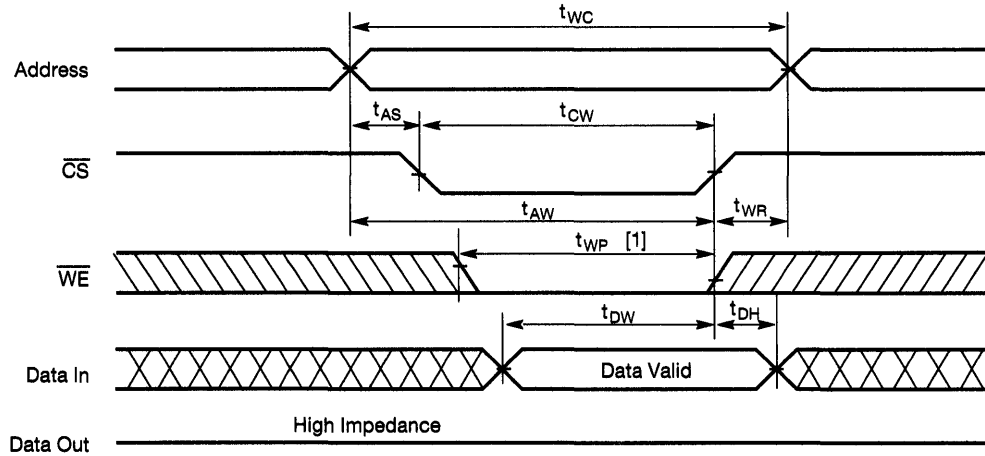 tWC
Address
tAS
tCW
CS
tAW
tWR
tWP [1]
WE
tDW
tDH
Data In
Data Valid
High Impedance
Data Out